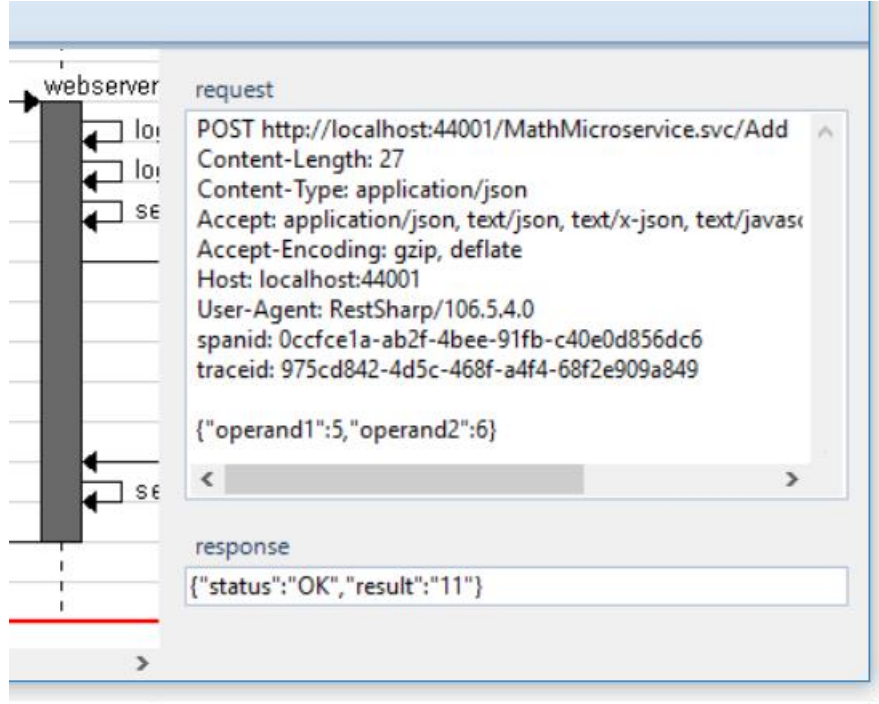 webserver
request
POST http://localhost:44001/MathMicroservice.svc/Add
Content-Length: 27
Content-Type: application/json
Accept: application/json, text/json, text/x-json, text/javasc
Accept-Encoding: gzip, deflate
Host: localhost:44001
User-Agent: RestSharp/106.5.4.0
spanid: 0ccfce1a-ab2f-4bee-91fb-c40e0d856dc6
traceid: 975cd842-4d5c-468f-a4f4-68f2e909a849
{"operand1":5,"operand2":6}
response
{"status":"OK","result":"11"}